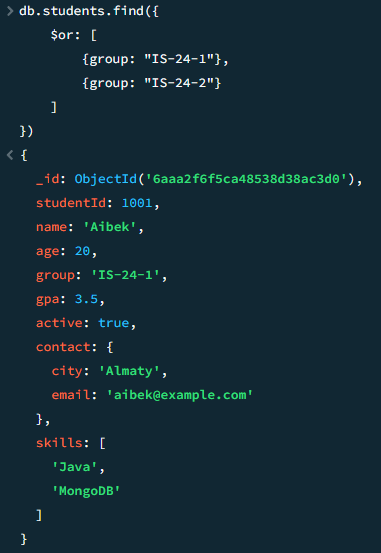 > db.students.find({
$or: [
{group: "IS-24-1"},
{group: "IS-24-2"}
]
})
< {
_id: ObjectId('6aaa2f6f5ca48538d38ac3d0'),
studentId: 1001,
name: 'Aibek',
age: 20,
group: 'IS-24-1',
gpa: 3.5,
active: true,
contact: {
city: 'Almaty',
email: 'aibek@example.com'
},
skills: [
'Java',
'MongoDB'
]
}